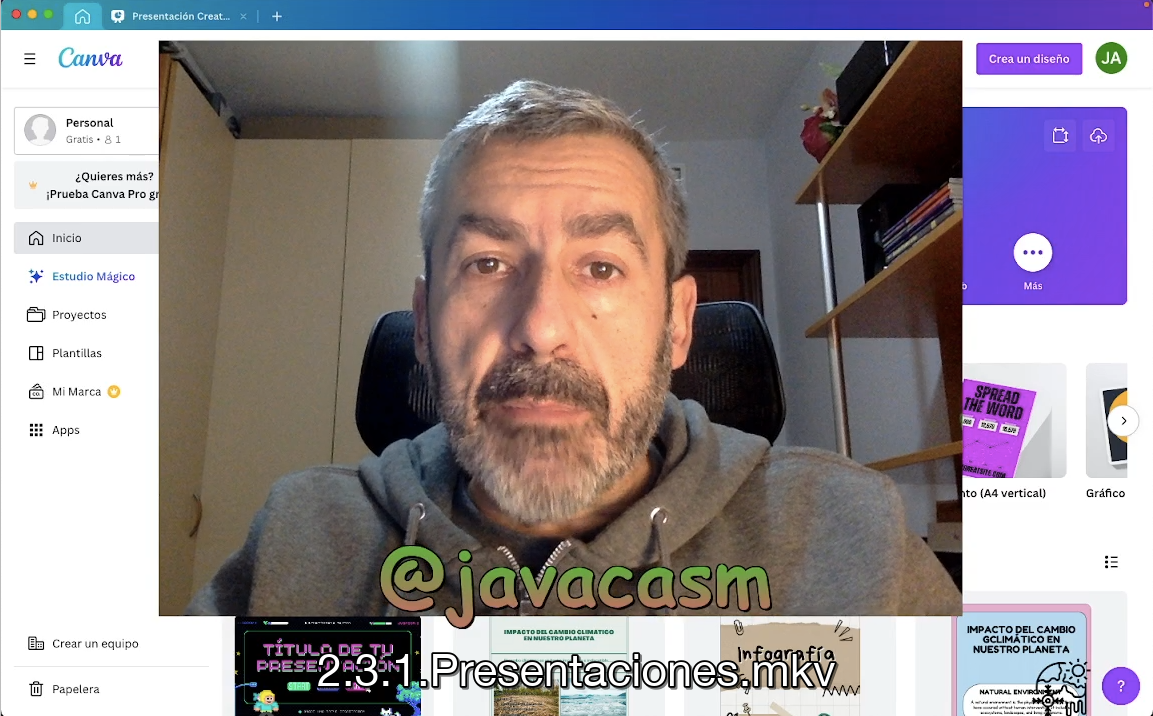 Presentación Creat...
Canva
Crea un diseño
JA
Personal
Gratis • 1
¿Quieres más?
¡Prueba Canva Pro gr
Inicio
Estudio Mágico
Proyectos
Plantillas
Mi Marca
Apps
Más
SPREAD
THE WORD
nto (A4 vertical)
Gráfico
@javacasm
Crear un equipo
Papelera
TÍTULO DE TU
PRESENTACIÓN
START
IMPACTO DEL CAMBIO CLIMATICO
EN NUESTRO PLANETA
Infografía
IMPACTO DEL CAMBIO
GCLIMÁTICO EN
NUESTRO PLANETA
NATURAL ENVIRONMENT
2.3.1.Presentaciones.mkv
?